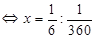 ⇔ x = 1/6 : 1/360